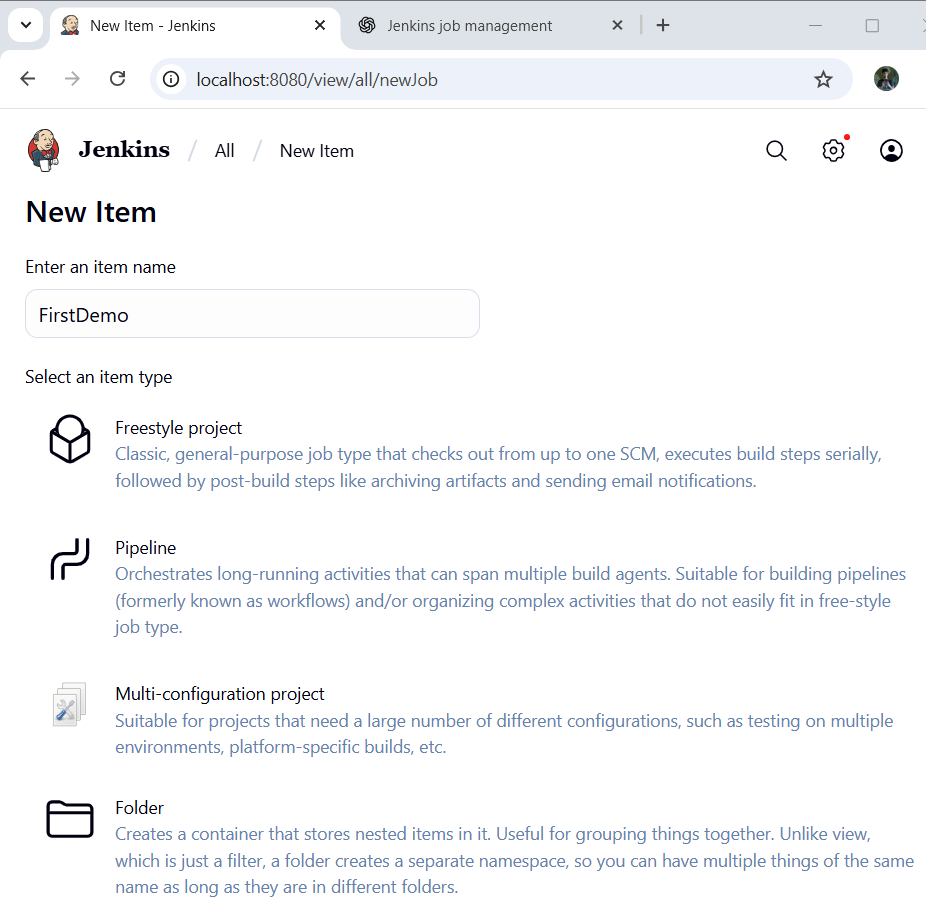 New Item - Jenkins
Jenkins job management
localhost:8080/view/all/newJob
Jenkins / All / New Item
New Item
Enter an item name
FirstDemo
Select an item type
Freestyle project
Classic, general-purpose job type that checks out from up to one SCM, executes build steps serially,
followed by post-build steps like archiving artifacts and sending email notifications.
Pipeline
Orchestrates long-running activities that can span multiple build agents. Suitable for building pipelines
(formerly known as workflows) and/or organizing complex activities that do not easily fit in free-style
job type.
Multi-configuration project
Suitable for projects that need a large number of different configurations, such as testing on multiple
environments, platform-specific builds, etc.
Folder
Creates a container that stores nested items in it. Useful for grouping things together. Unlike view,
which is just a filter, a folder creates a separate namespace, so you can have multiple things of the same
name as long as they are in different folders.